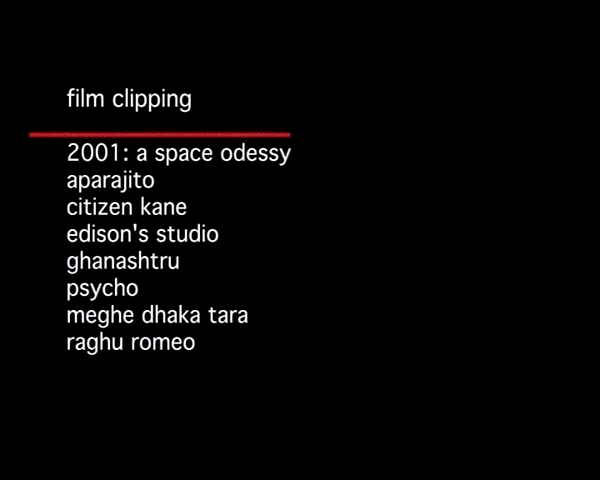 film clipping
2001: a space odessy
aparajito
citizen kane
edison's studio
ghanashtru
psycho
meghe dhaka tara
raghu romeo